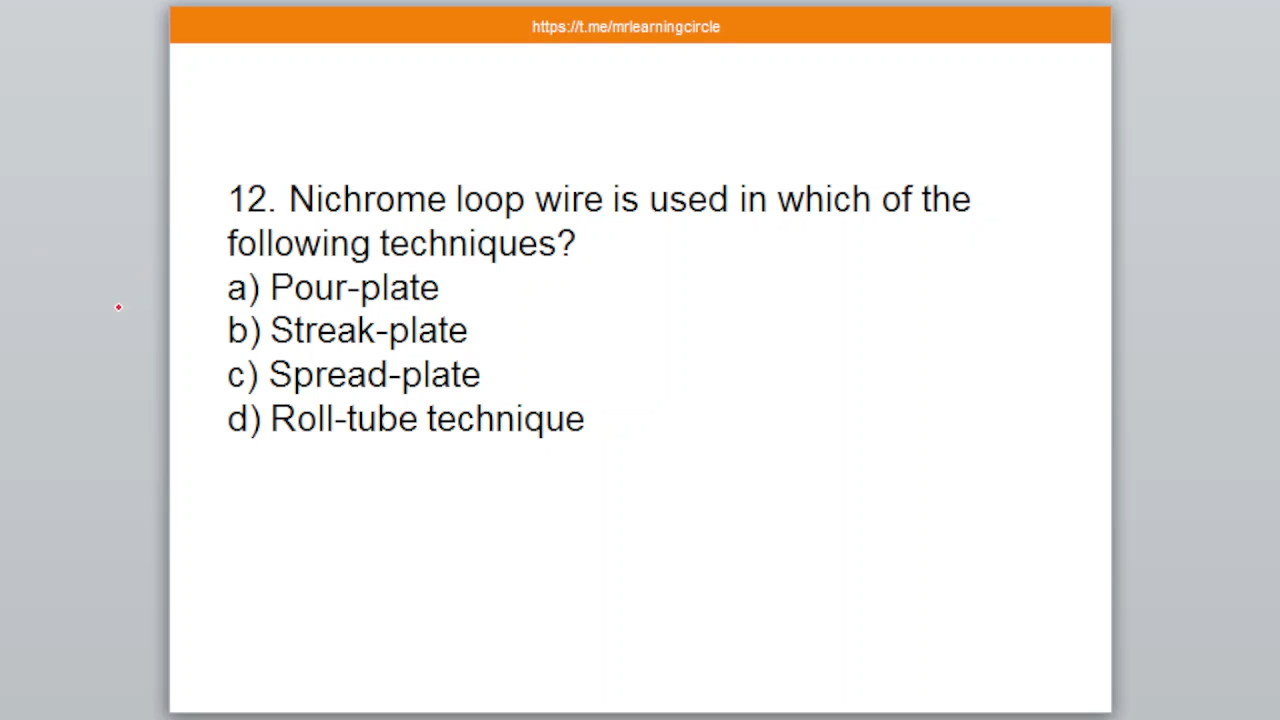 https://t.me/mrlearningcircle
12. Nichrome loop wire is used in which of the
following techniques?
a) Pour-plate
b) Streak-plate
c) Spread-plate
d) Roll-tube technique